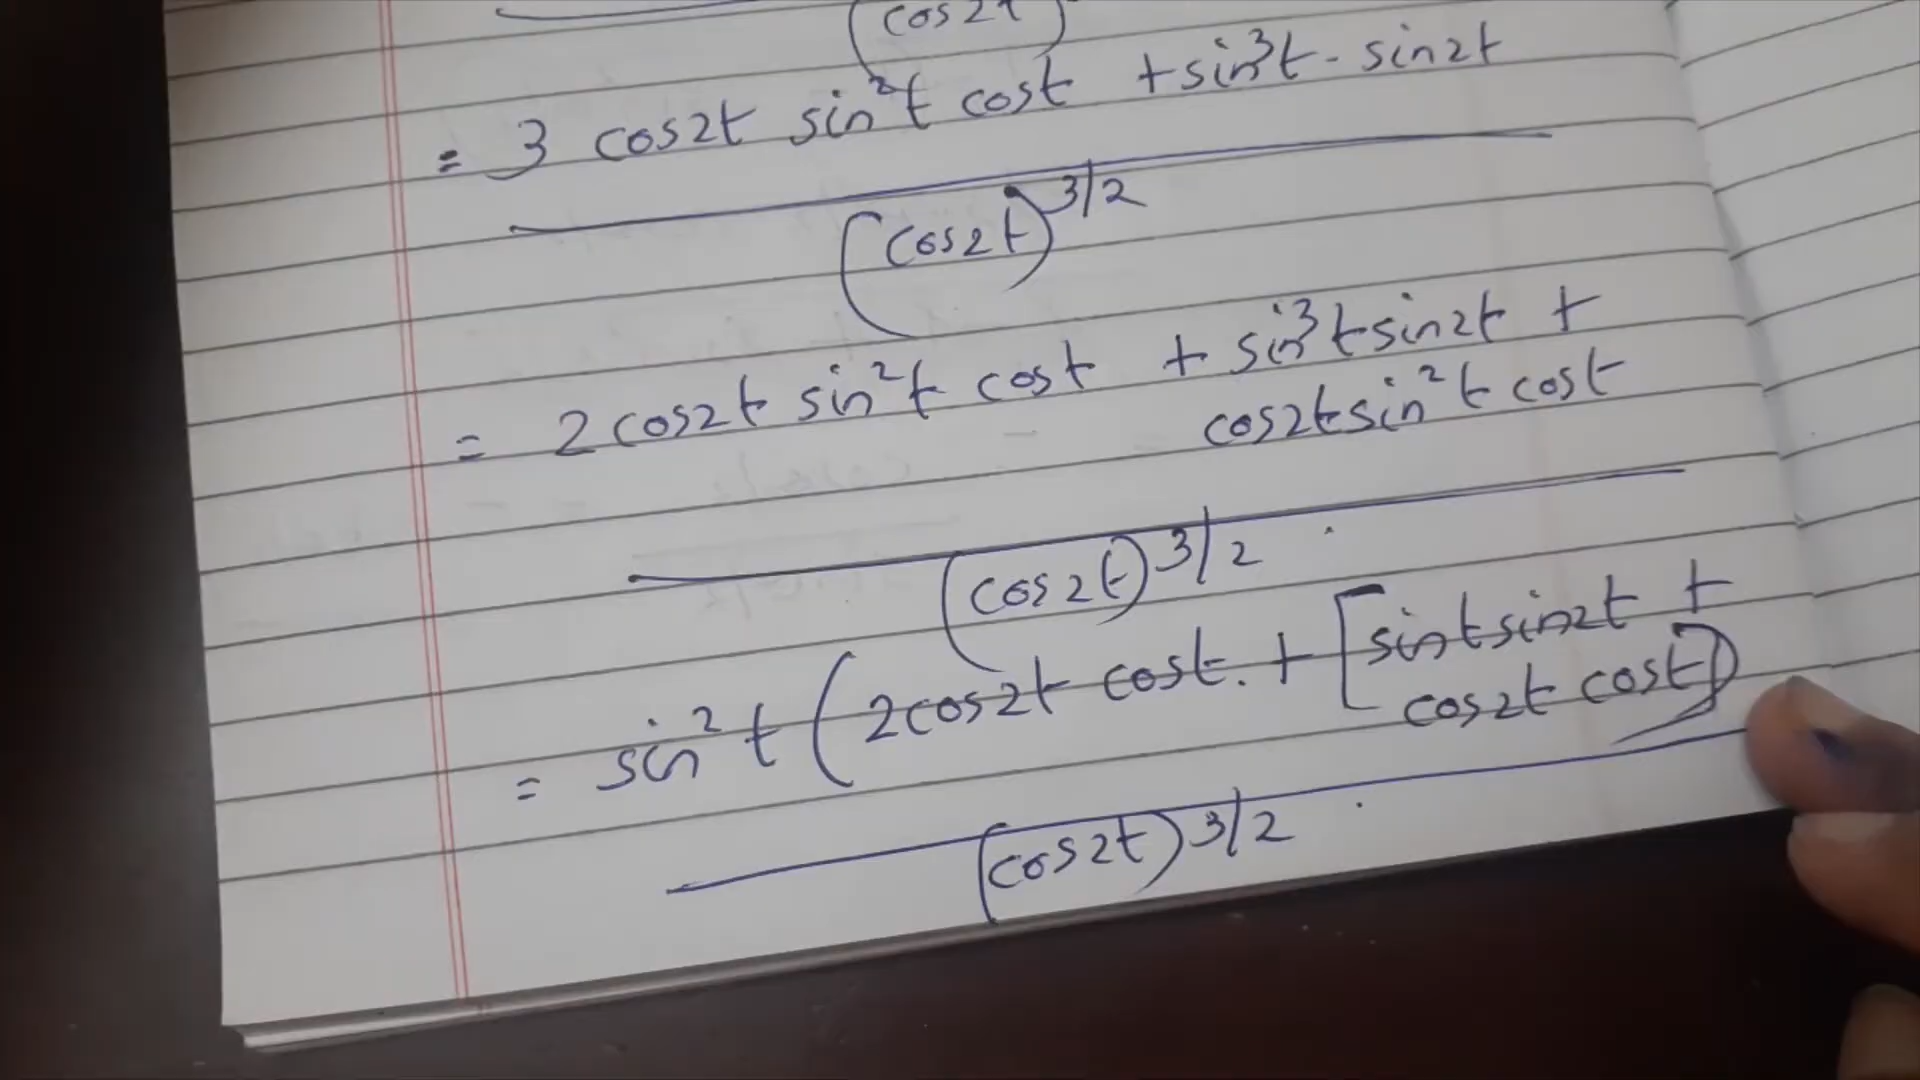 (cos2t)
= 3 cos2t sin²t cost + sin³t · sin2t
(cos2t)^3/2
= 2cos2t sin²t cost + sin³t sin2t +
cos2t sin²t cost
(cos2t)^3/2
= sin²t (2cos2t cost. + [sint sin2t +
cos2t cost])
(cos2t)^3/2